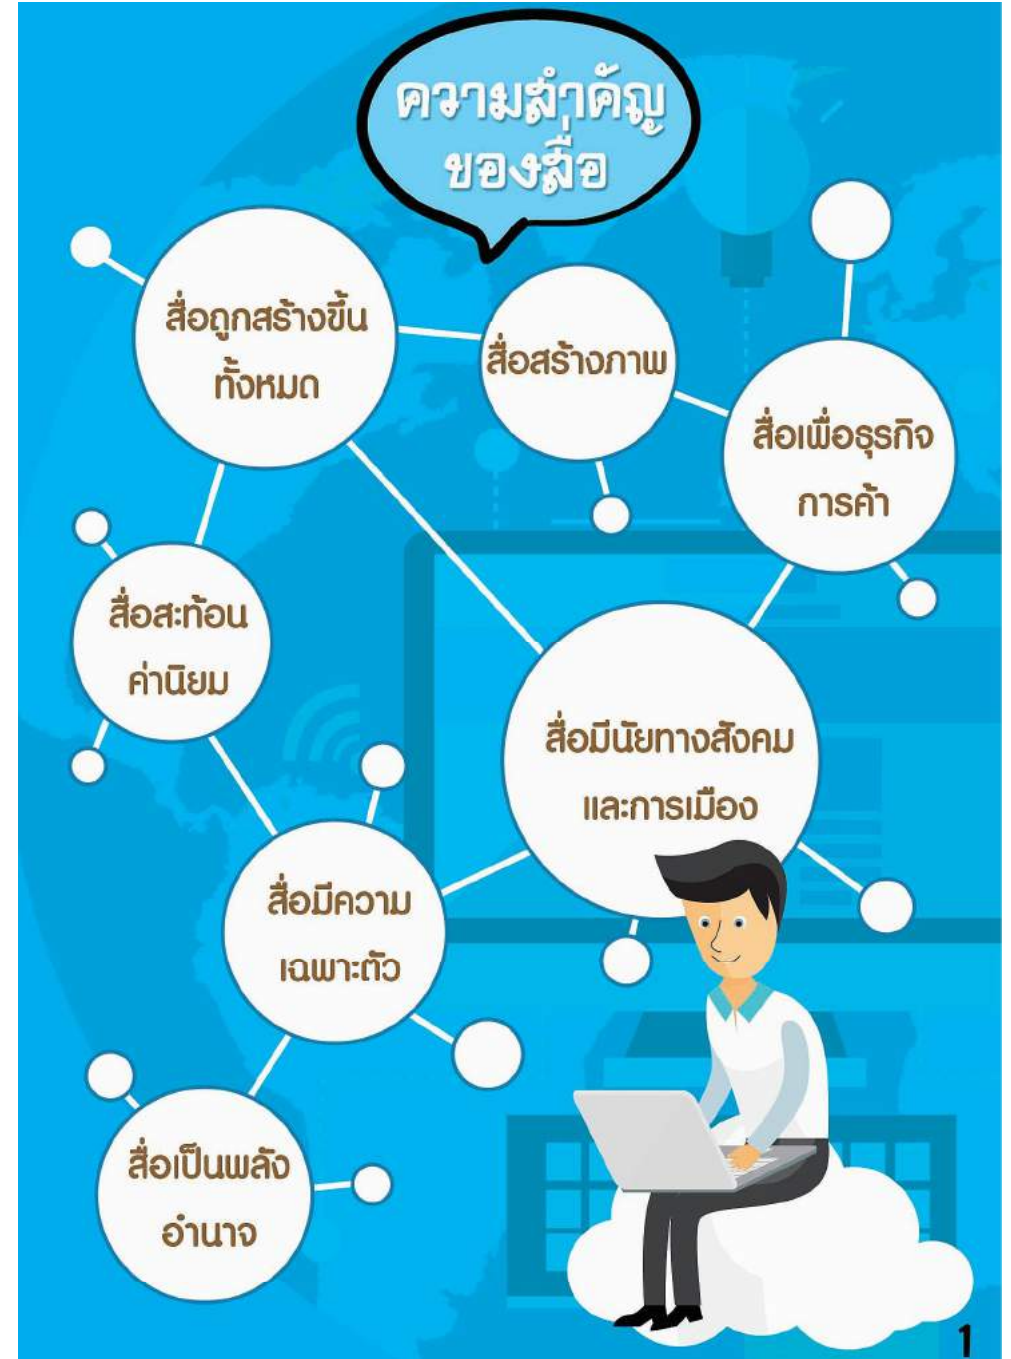 ความสำคัญ
ของสื่อ
สื่อถูกสร้างขึ้น
ทั้งหมด
สื่อสร้างภาพ
สื่อเพื่อธุรกิจ
การค้า
สื่อสะท้อน
ค่านิยม
สื่อมีนัยทางสังคม
และการเมือง
สื่อมีความ
เฉพาะตัว
สื่อเป็นพลัง
อำนาจ
1